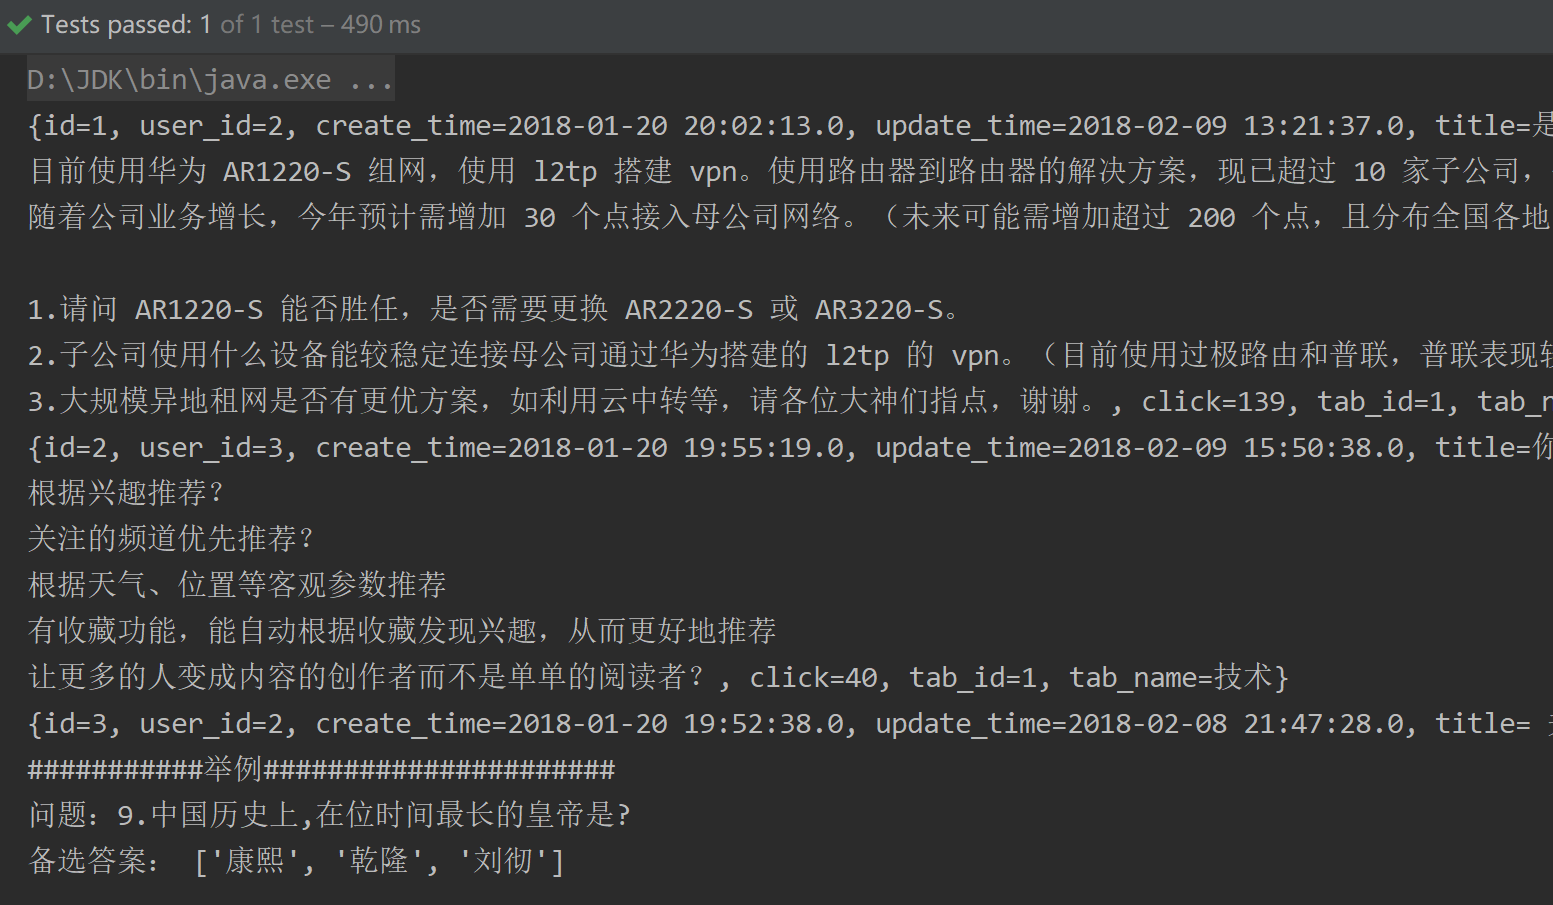 Tests passed: 1 of 1 test – 490 ms
D:\JDK\bin\java.exe ...
{id=1, user_id=2, create_time=2018-01-20 20:02:13.0, update_time=2018-02-09 13:21:37.0, title=是
目前使用华为 AR1220-S 组网，使用 l2tp 搭建 vpn。使用路由器到路由器的解决方案，现已超过 10 家子公司，
随着公司业务增长，今年预计需增加 30 个点接入母公司网络。（未来可能需增加超过 200 个点，且分布全国各地
1.请问 AR1220-S 能否胜任，是否需要更换 AR2220-S 或 AR3220-S。
2.子公司使用什么设备能较稳定连接母公司通过华为搭建的 l2tp 的 vpn。（目前使用过极路由和普联，普联表现较
3.大规模异地租网是否有更优方案，如利用云中转等，请各位大神们指点，谢谢。, click=139, tab_id=1, tab_n
{id=2, user_id=3, create_time=2018-01-20 19:55:19.0, update_time=2018-02-09 15:50:38.0, title=你
根据兴趣推荐？
关注的频道优先推荐？
根据天气、位置等客观参数推荐
有收藏功能，能自动根据收藏发现兴趣，从而更好地推荐
让更多的人变成内容的创作者而不是单单的阅读者？, click=40, tab_id=1, tab_name=技术}
{id=3, user_id=2, create_time=2018-01-20 19:52:38.0, update_time=2018-02-08 21:47:28.0, title=
###########举例######################
问题：9.中国历史上,在位时间最长的皇帝是?
备选答案： ['康熙', '乾隆', '刘彻']